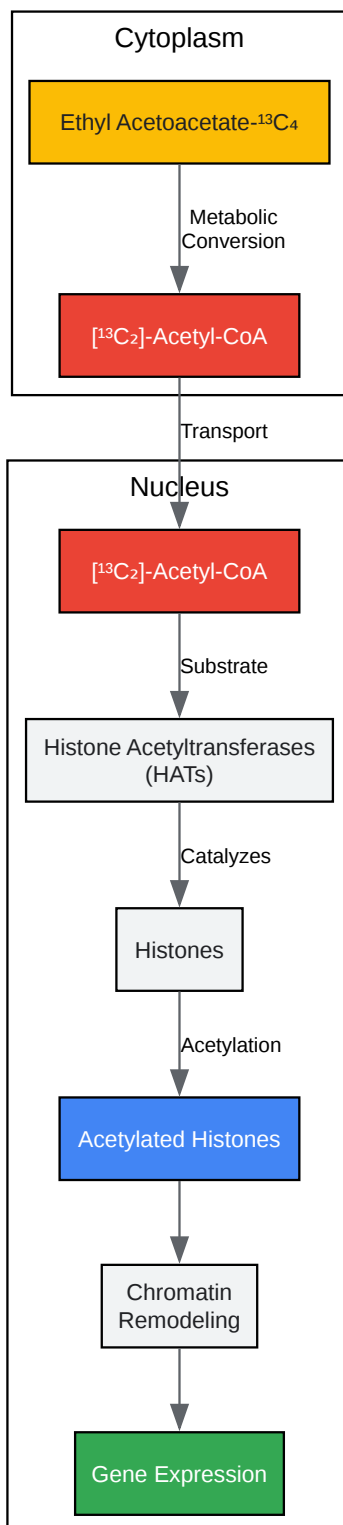 Cytoplasm
Ethyl Acetoacetate-¹³C₄
Metabolic
Conversion
[¹³C₂]-Acetyl-CoA
Transport
Nucleus
[¹³C₂]-Acetyl-CoA
Substrate
Histone Acetyltransferases
(HATs)
Catalyzes
Histones
Acetylation
Acetylated Histones
Chromatin
Remodeling
Gene Expression